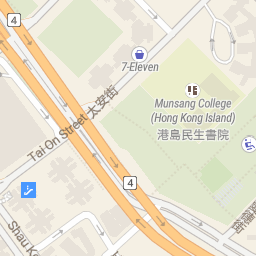 4
7-Eleven
Tai On Street 太安街
Munsang College
(Hong Kong Island)
港島民生書院
4
Shau K